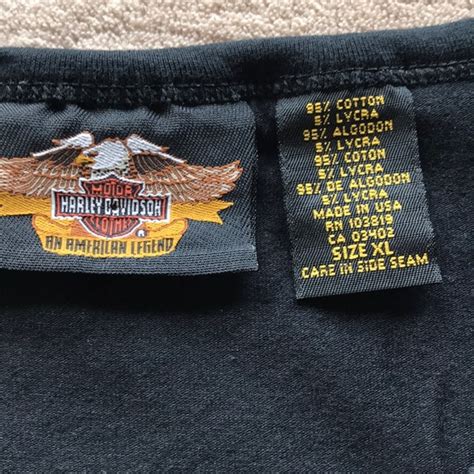 MOTOR
HARLEY-DAVIDSON
CLOTHES
AN AMERICAN LEGEND
95% COTTON
5% LYCRA
95% ALGODON
5% LYCRA
95% COTON
5% LYCRA
95% DE ALGODON
5% LYCRA
MADE IN USA
RN 103819
CA 03402
SIZE XL
CARE IN SIDE SEAM